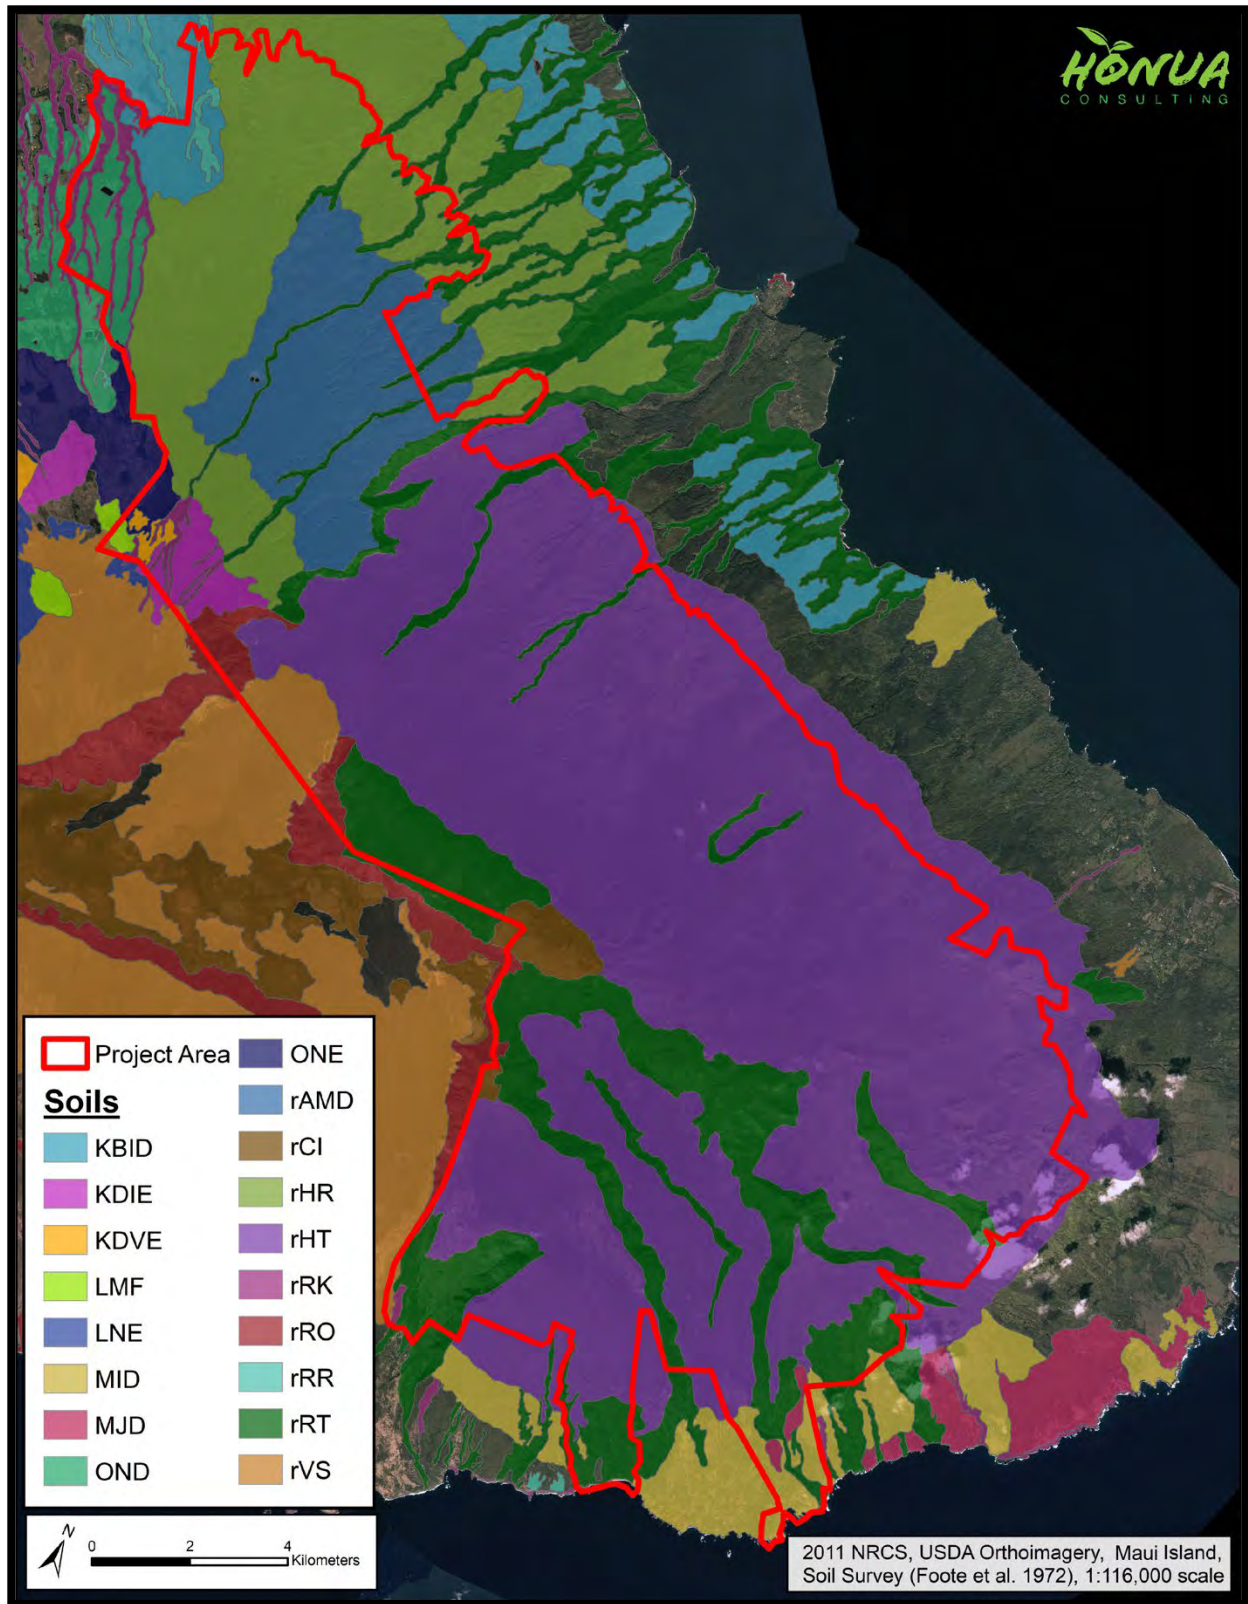 HONUA
CONSULTING
Project Area
Soils
KBID
KDIE
KDVE
LMF
LNE
MID
MJD
OND
ONE
rAMD
rCI
rHR
rHT
rRK
rRO
rRR
rRT
rVS
N
0 2 4
Kilometers
2011 NRCS, USDA Orthoimagery, Maui Island,
Soil Survey (Foote et al. 1972), 1:116,000 scale